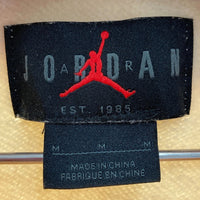 JORDAN
AIR
EST. 1985
M M M
MADE IN CHINA
FABRIQUÉ EN CHINE